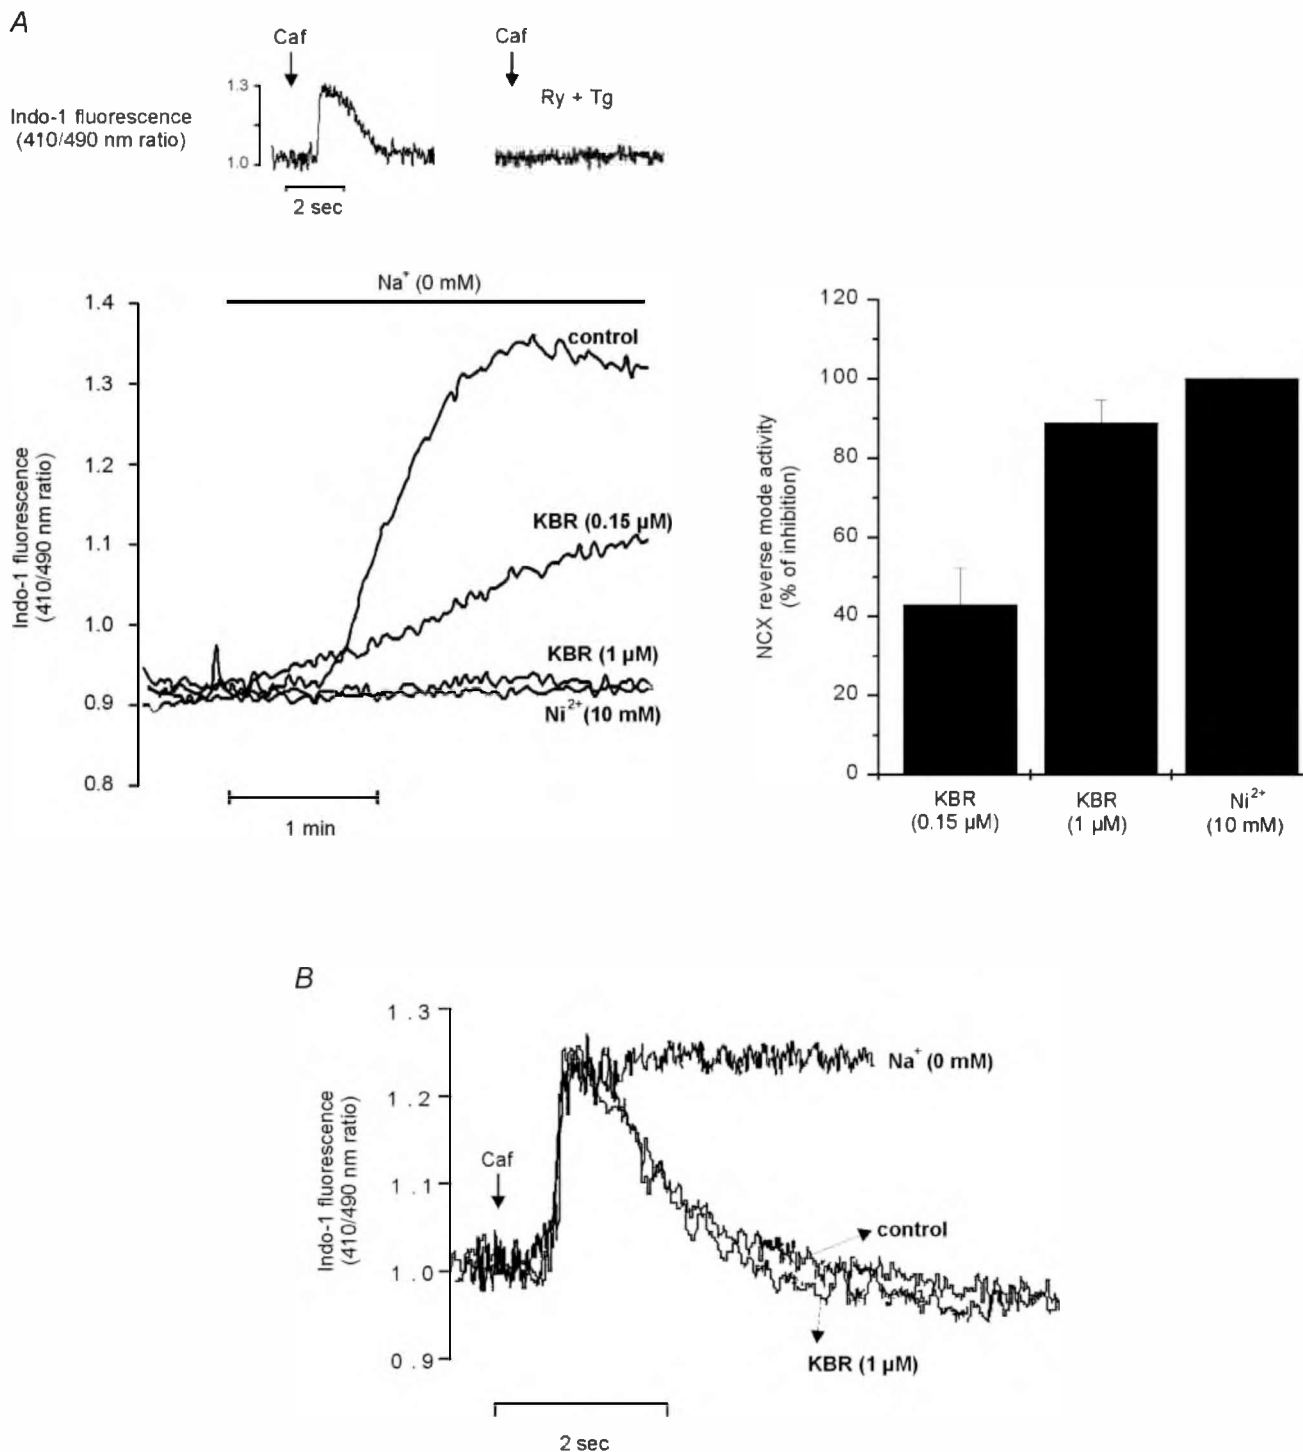 A
Caf
Caf
Ry + Tg
Indo-1 fluorescence
(410/490 nm ratio)
1.3
1.0
2 sec
Na⁺ (0 mM)
Indo-1 fluorescence
(410/490 nm ratio)
1.4
1.3
1.2
1.1
1.0
0.9
0.8
control
KBR (0.15 µM)
KBR (1 µM)
Ni²⁺ (10 mM)
1 min
NCX reverse mode activity
(% of inhibition)
120
100
80
60
40
20
0
KBR
(0.15 µM)
KBR
(1 µM)
Ni²⁺
(10 mM)
B
Indo-1 fluorescence
(410/490 nm ratio)
1.3
1.2
1.1
1.0
0.9
Caf
Na⁺ (0 mM)
control
KBR (1 µM)
2 sec